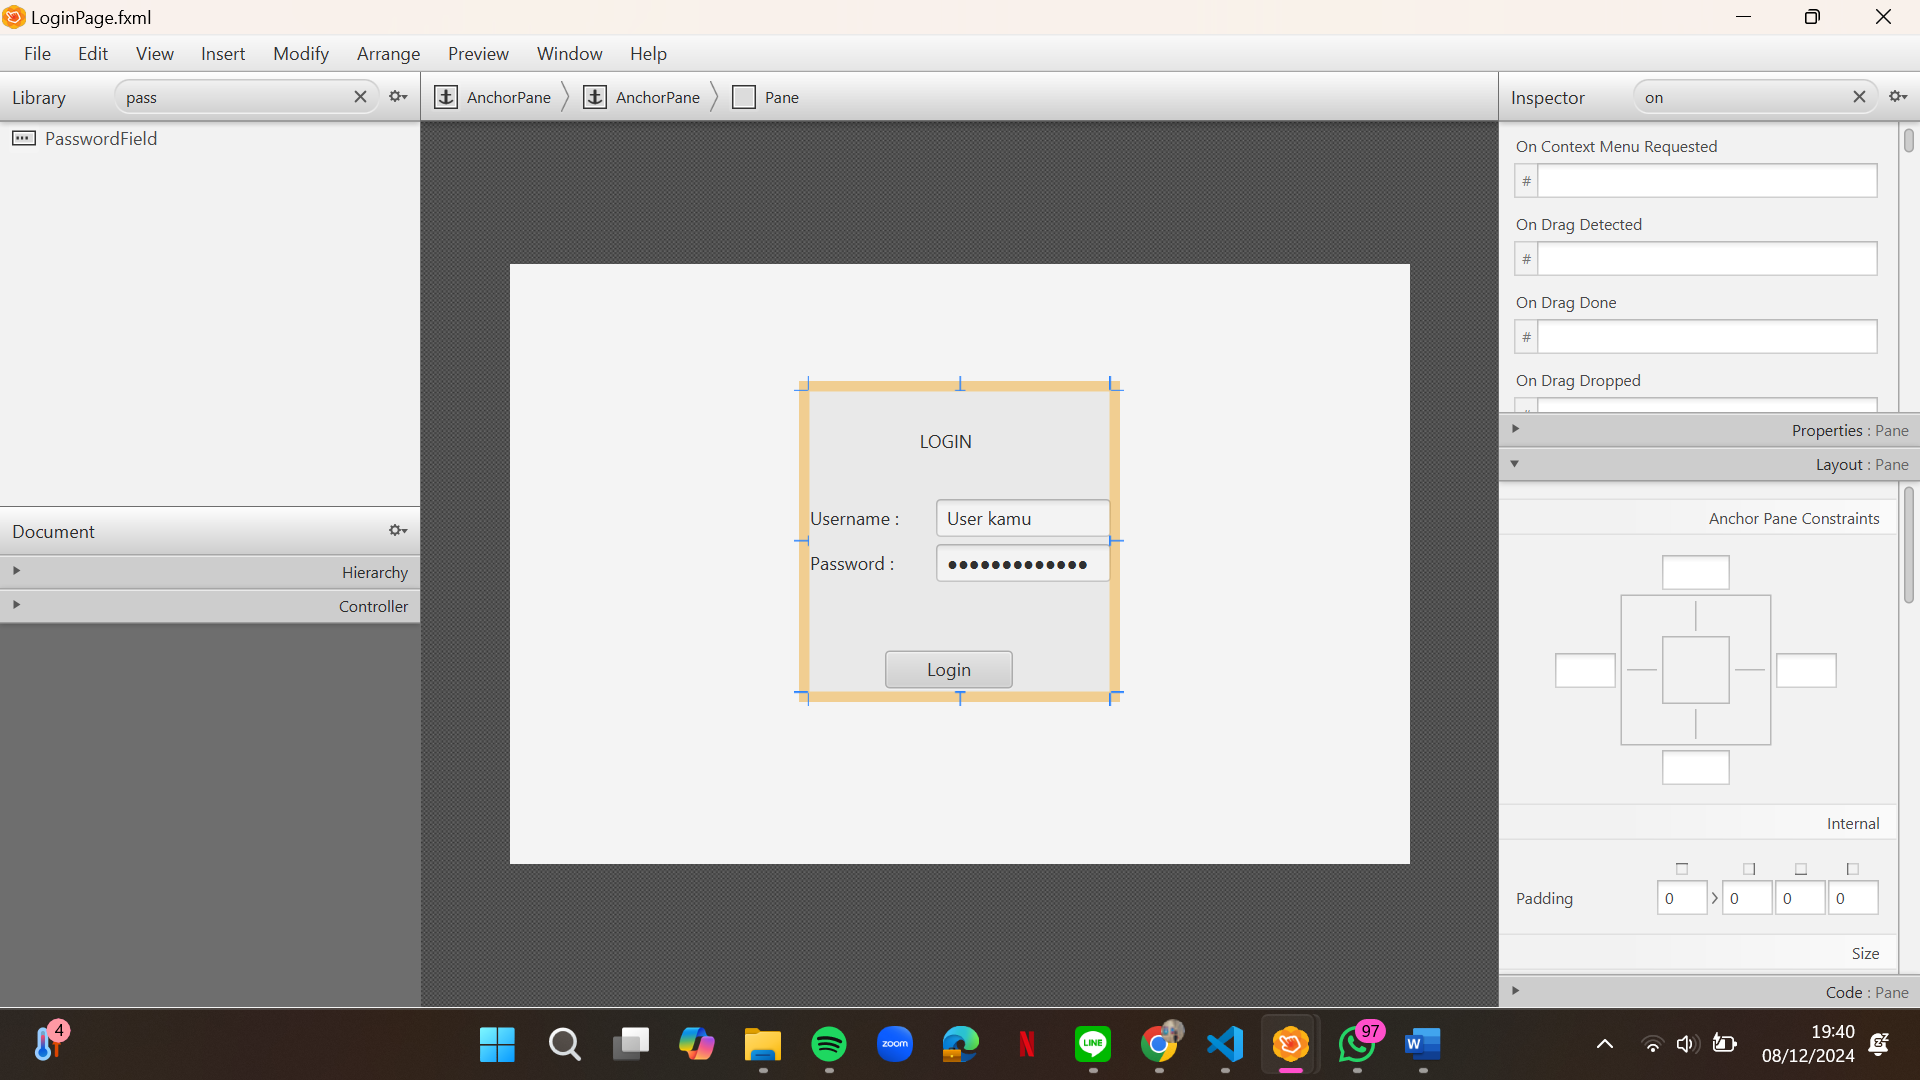 LoginPage.fxml
File Edit View Insert Modify Arrange Preview Window Help
Library pass
AnchorPane AnchorPane Pane
Inspector on
PasswordField
On Context Menu Requested
#
On Drag Detected
#
On Drag Done
#
On Drag Dropped
Properties : Pane
Layout : Pane
Anchor Pane Constraints
Internal
Padding 0 0 0 0
Size
Code : Pane
LOGIN
Username : User kamu
Password : •••••••••••••
Login
Document
Hierarchy
Controller
4
zoom
N
LINE
97
W
19:40
08/12/2024